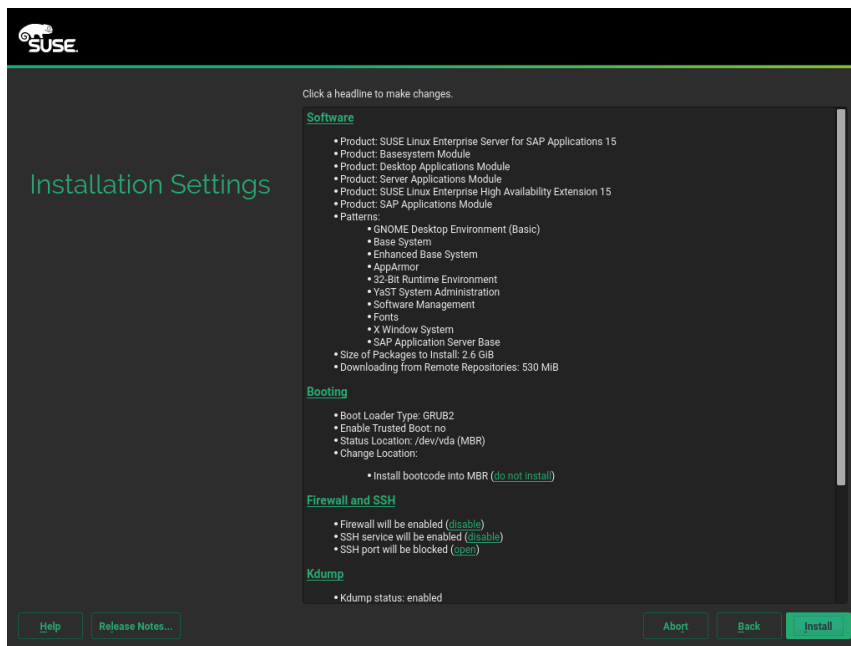 SUSE.
Click a headline to make changes.
Installation Settings
Software
• Product: SUSE Linux Enterprise Server for SAP Applications 15
• Product: Basesystem Module
• Product: Desktop Applications Module
• Product: Server Applications Module
• Product: SUSE Linux Enterprise High Availability Extension 15
• Product: SAP Applications Module
• Patterns:
• GNOME Desktop Environment (Basic)
• Base System
• Enhanced Base System
• AppArmor
• 32-Bit Runtime Environment
• YaST System Administration
• Software Management
• Fonts
• X Window System
• SAP Application Server Base
• Size of Packages to Install: 2.6 GiB
• Downloading from Remote Repositories: 530 MiB
Booting
• Boot Loader Type: GRUB2
• Enable Trusted Boot: no
• Status Location: /dev/vda (MBR)
• Change Location:
• Install bootcode into MBR (do not install)
Firewall and SSH
• Firewall will be enabled (disable)
• SSH service will be enabled (disable)
• SSH port will be blocked (open)
Kdump
• Kdump status: enabled
Help
Release Notes...
Abort
Back
Install